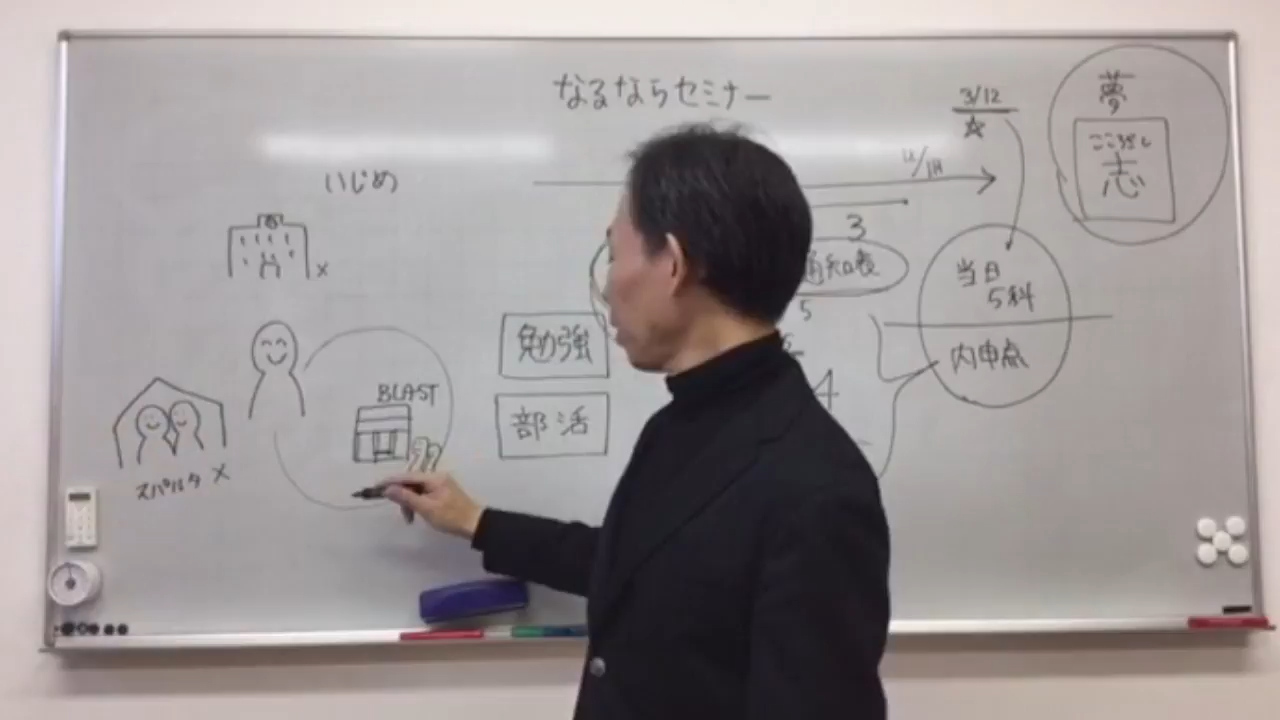 なるならセミナー
3/12
夢
こころざし
志
いじめ
3
通知表
当日
5科
5
勉強
内申点
4
BLAST
部活
スパルタ ×